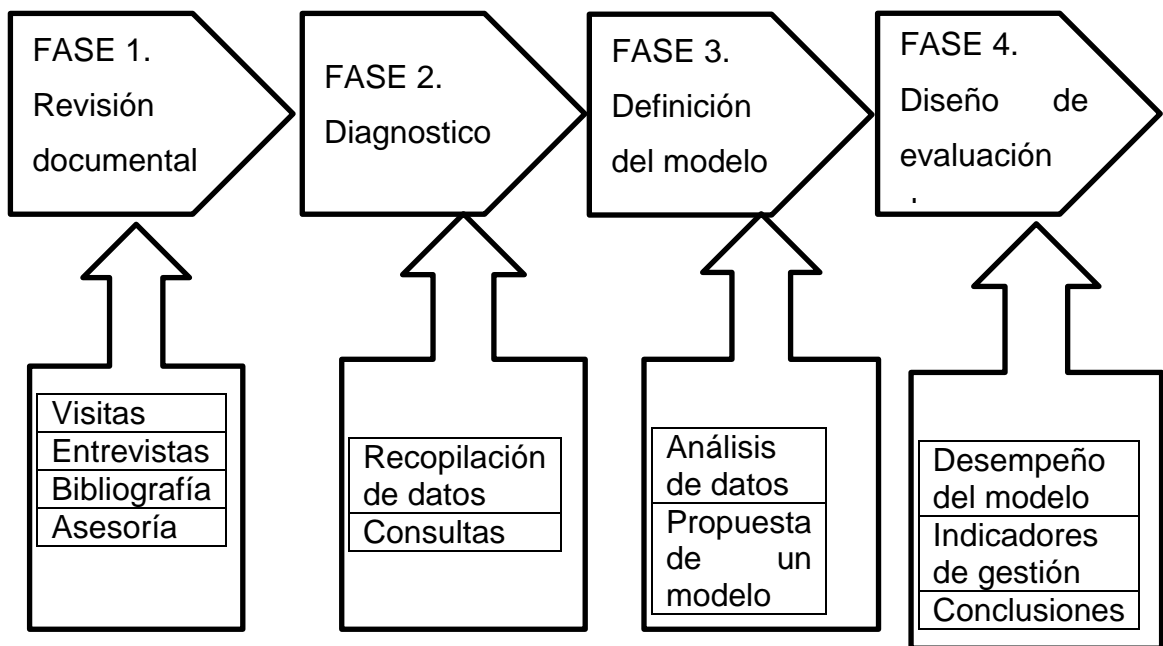 FASE 1.
Revisión
documental
FASE 2.
Diagnostico
FASE 3.
Definición
del modelo
FASE 4.
Diseño de
evaluación
Visitas
Entrevistas
Bibliografía
Asesoría
Recopilación
de datos
Consultas
Análisis
de datos
Propuesta
de un
modelo
Desempeño
del modelo
Indicadores
de gestión
Conclusiones